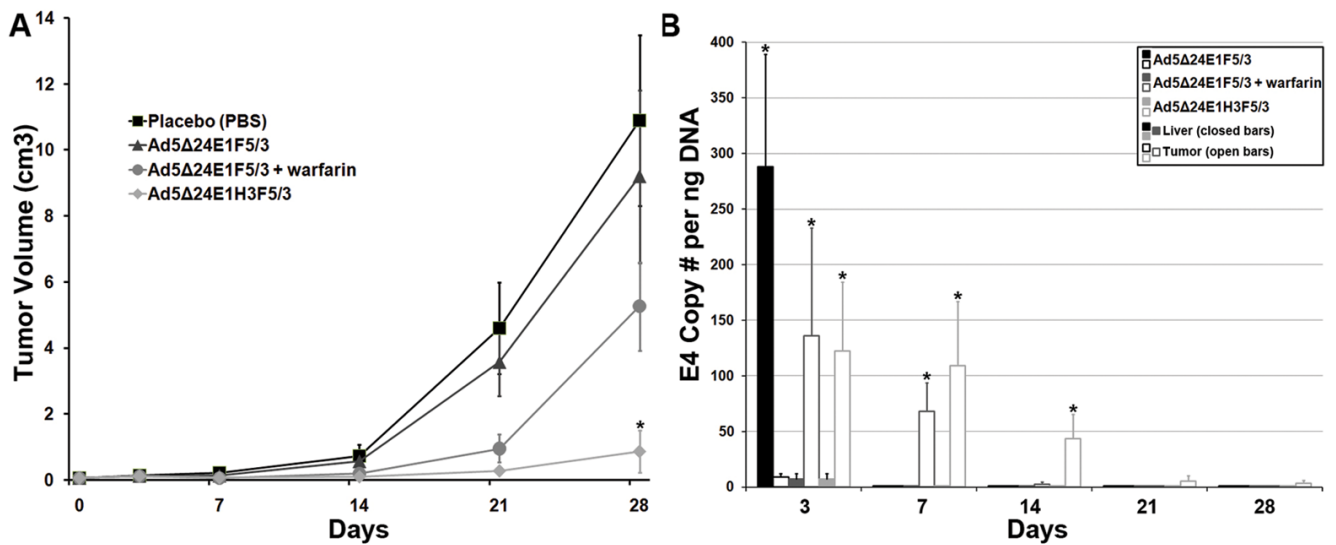 A
14
12
10
8
6
4
2
0
Tumor Volume (cm3)
Placebo (PBS)
Ad5Δ24E1F5/3
Ad5Δ24E1F5/3 + warfarin
Ad5Δ24E1H3F5/3
*
0
7
14
21
28
Days
B
400
350
300
250
200
150
100
50
0
E4 Copy # per ng DNA
*
*
*
*
*
*
Ad5Δ24E1F5/3
Ad5Δ24E1F5/3 + warfarin
Ad5Δ24E1H3F5/3
Liver (closed bars)
Tumor (open bars)
3
7
14
21
28
Days